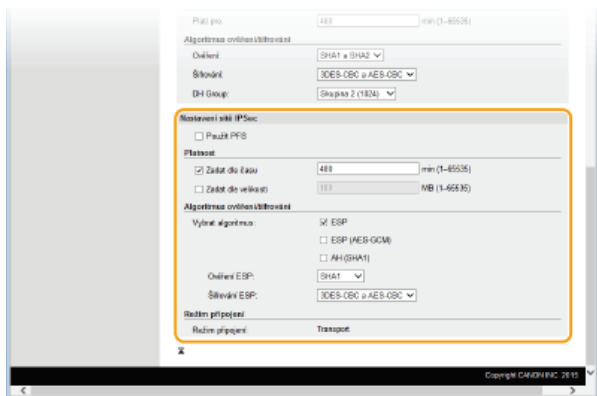 Platí pro: 480 min (1–65535)
Algoritmus ověření/šifrování
Ověření: SHA1 a SHA2
Šifrování: 3DES-CBC a AES-CBC
DH Group: Skupina 2 (1024)
Nastavení sítě IPSec
Použít PFS
Platnost
Zadat dle času 480 min (1–65535)
Zadat dle velikosti MB (1–65535)
Algoritmus ověření/šifrování
Vybrat algoritmus: ESP
ESP (AES-GCM)
AH (SHA1)
Ověření ESP: SHA1
Šifrování ESP: 3DES-CBC a AES-CBC
Režim připojení
Režim připojení: Transport
Copyright CANON INC. 2015